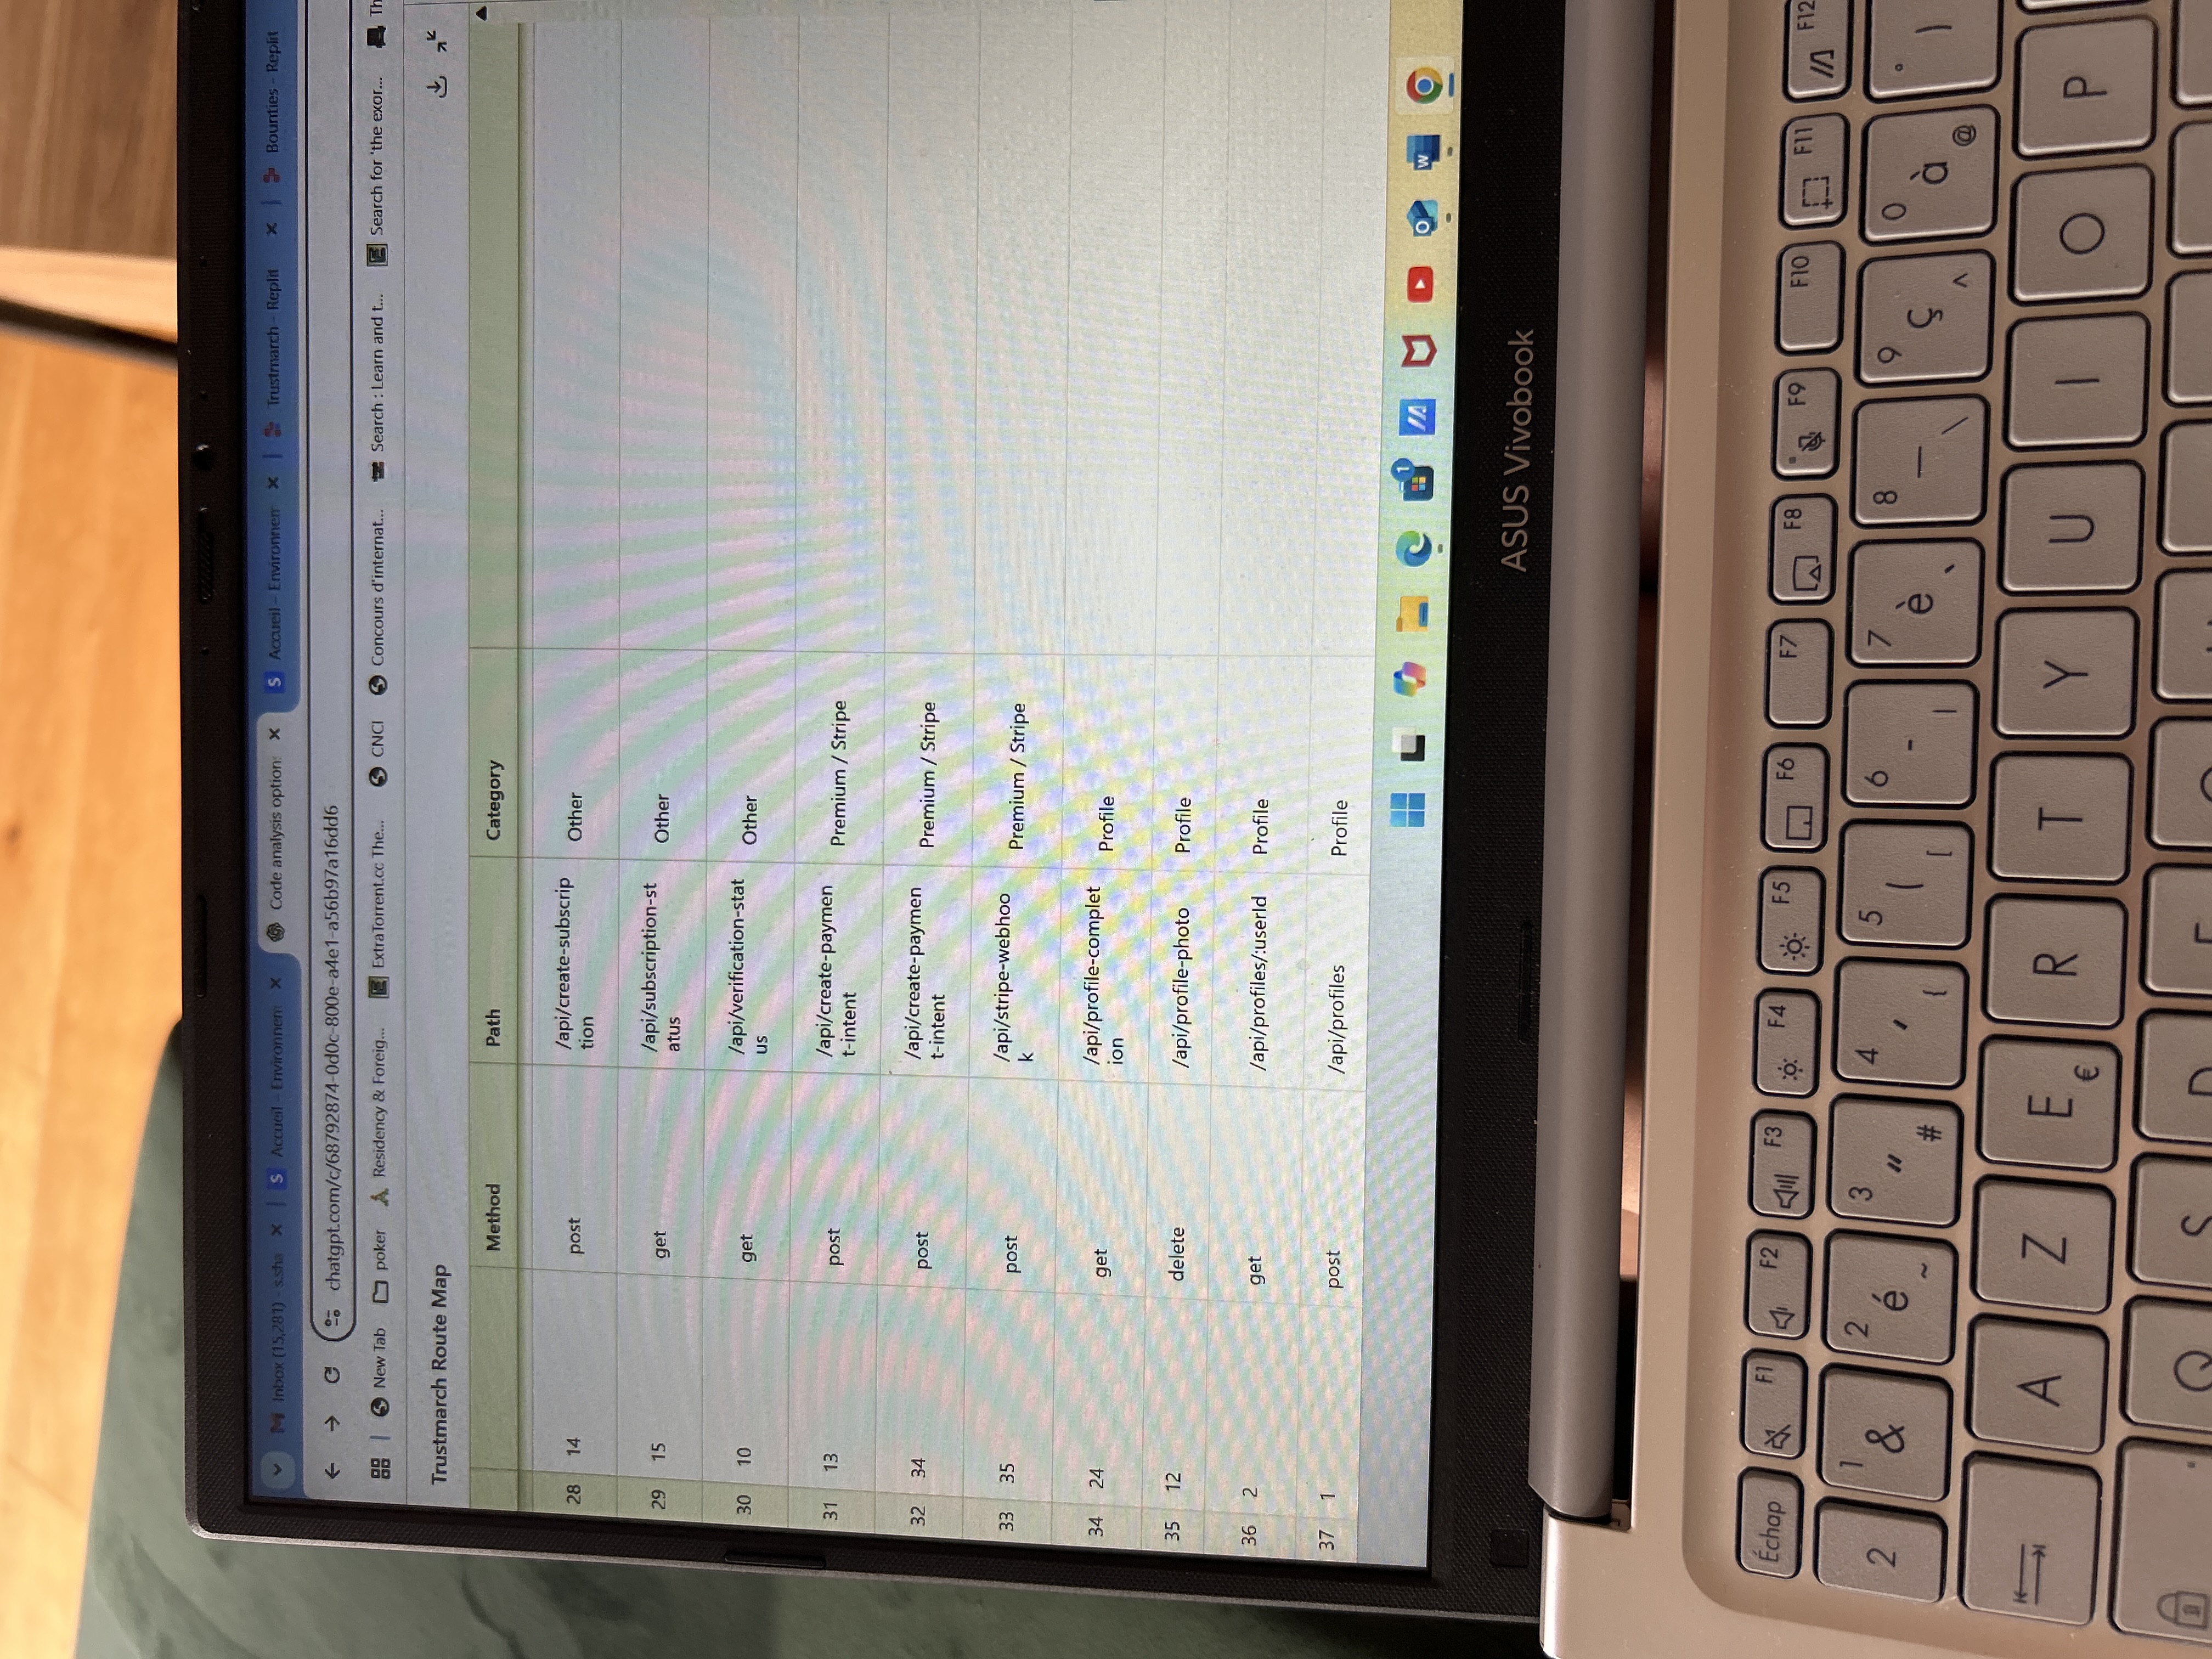 Inbox (15,281) - s.sha
Accueil – Environnem
Code analysis option
Accueil – Environnem
Trustmarch - Replit
Bounties - Replit
chatgpt.com/c/68792874-0d0c-800e-a4e1-a56b97a16dd6
New Tab
poker
Residency & Foreig...
ExtraTorrent.cc The...
CNCI
Concours d'internat...
Search : Learn and t...
Search for 'the exor...
Th
Trustmarch Route Map
Method Path Category
28 14 post /api/create-subscrip Other
tion
29 15 get /api/subscription-st Other
atus
30 10 get /api/verification-stat Other
us
31 13 post /api/create-paymen Premium / Stripe
t-intent
32 34 post /api/create-paymen Premium / Stripe
t-intent
33 35 post /api/stripe-webhoo Premium / Stripe
k
34 24 get /api/profile-complet Profile
ion
35 12 delete /api/profile-photo Profile
36 2 get /api/profiles/:userId Profile
37 1 post /api/profiles Profile
1
ASUS Vivobook
Échap F1 F2 F3 F4 F5 F6 F7 F8 F9 F10 F11 F12
2 1 & 2 é ~ 3 " # 4 ' { 5 ( [ 6 - | 7 è ` 8 _ \ 9 ç ^ 0 à @ ° )
A Z E € R T Y U I O P
Q S D F